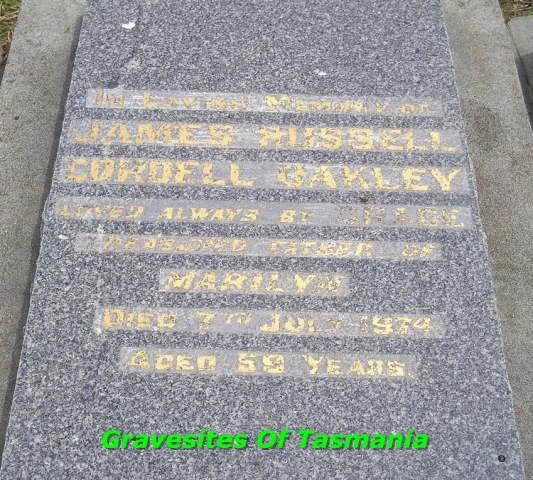 In Loving Memory of
JAMES RUSSELL
CORDELL OAKLEY
LOVED ALWAYS BY GRACE
TREASURED FATHER OF
MARILYN
DIED 7TH JULY 1974
AGED 59 YEARS.
Gravesites Of Tasmania